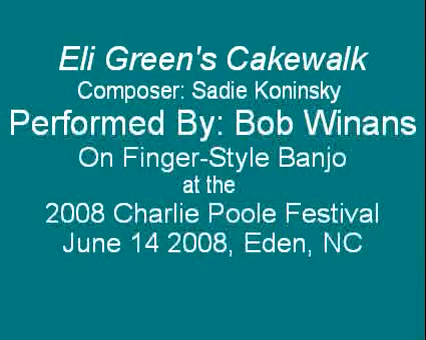 Eli Green's Cakewalk
Composer: Sadie Koninsky
Performed By: Bob Winans
On Finger-Style Banjo
at the
2008 Charlie Poole Festival
June 14 2008, Eden, NC